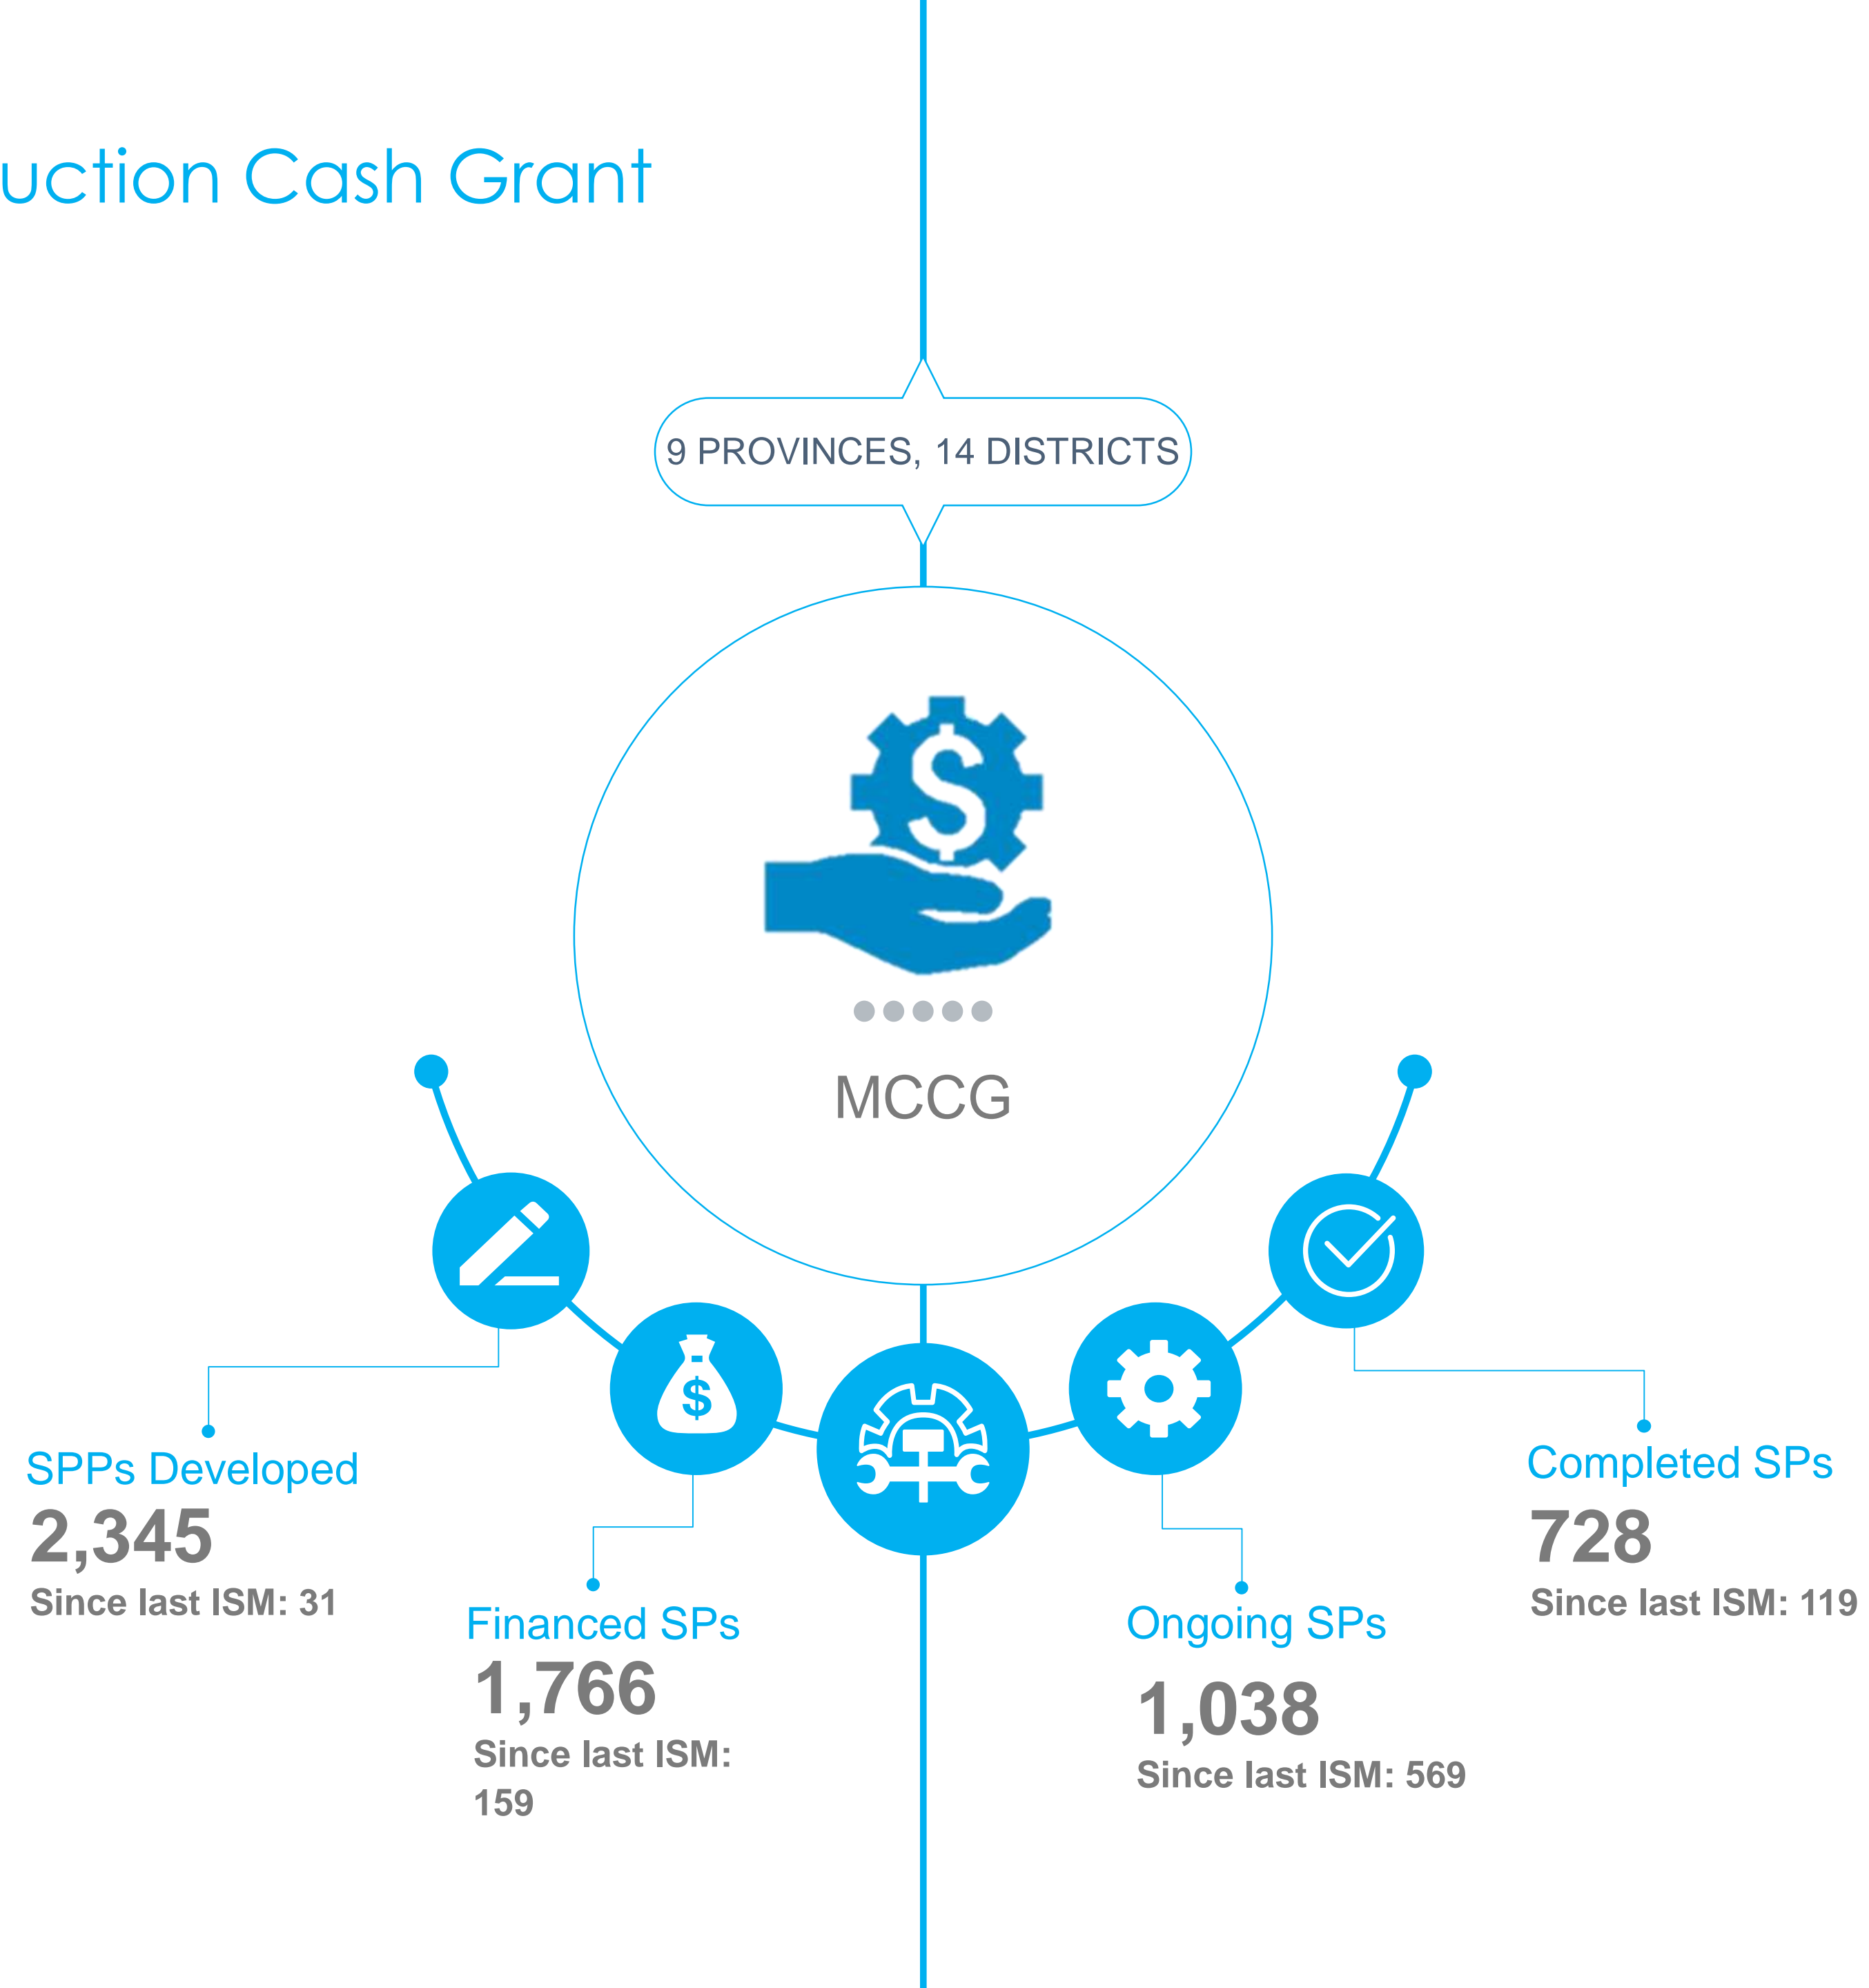 uction Cash Grant
9 PROVINCES, 14 DISTRICTS
$
MCCG
$
SPPs Developed
2,345
Since last ISM: 31
Financed SPs
1,766
Since last ISM:
159
Ongoing SPs
1,038
Since last ISM: 569
Completed SPs
728
Since last ISM: 119